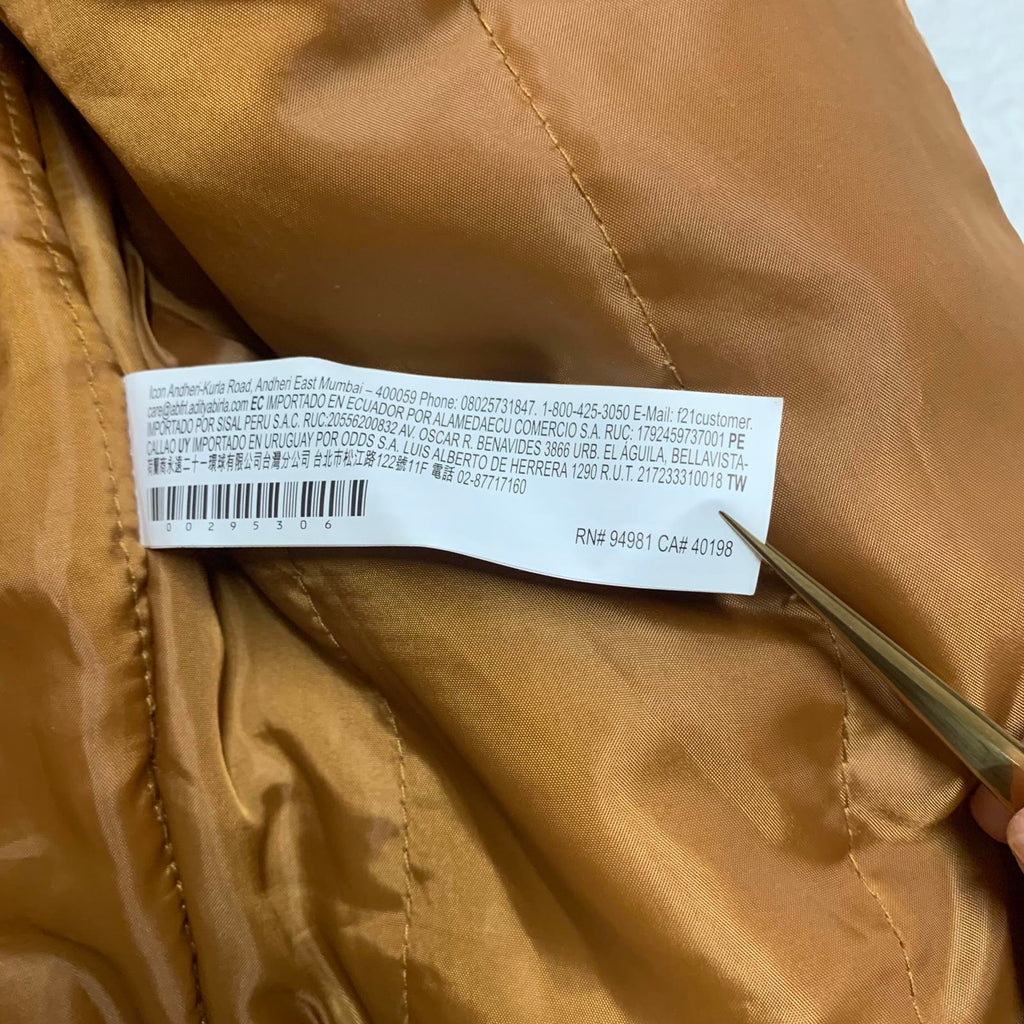 Icon Andheri-Kurla Road, Andheri East Mumbai – 400059 Phone: 08025731847. 1-800-425-3050 E-Mail: f21customer.
care@abfrl.adityabirla.com EC IMPORTADO EN ECUADOR POR ALAMEDAECU COMERCIO S.A. RUC: 1792459737001 PE
IMPORTADO POR SISAL PERU S.A.C. RUC:20556200832 AV. OSCAR R. BENAVIDES 3866 URB. EL ÁGUILA, BELLAVISTA-
CALLAO UY IMPORTADO EN URUGUAY POR ODDS S.A. LUIS ALBERTO DE HERRERA 1290 R.U.T. 217233310018 TW
荷屬商永遠二十一環球有限公司台灣分公司 台北市松江路122號11F 電話 02-87717160
00295306
RN# 94981 CA# 40198